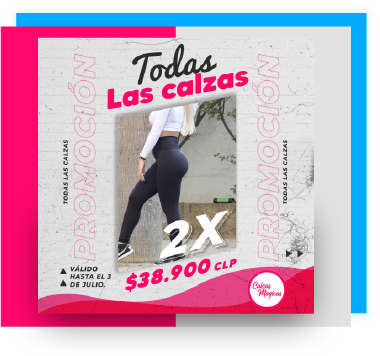 Todas
Las calzas
PROMOCIÓN
TODAS LAS CALZAS
PROMOCIÓN
TODAS LAS CALZAS
2X
$38.900 CLP
VÁLIDO
HASTA EL 3
DE JULIO.
Calzas
Mágicas